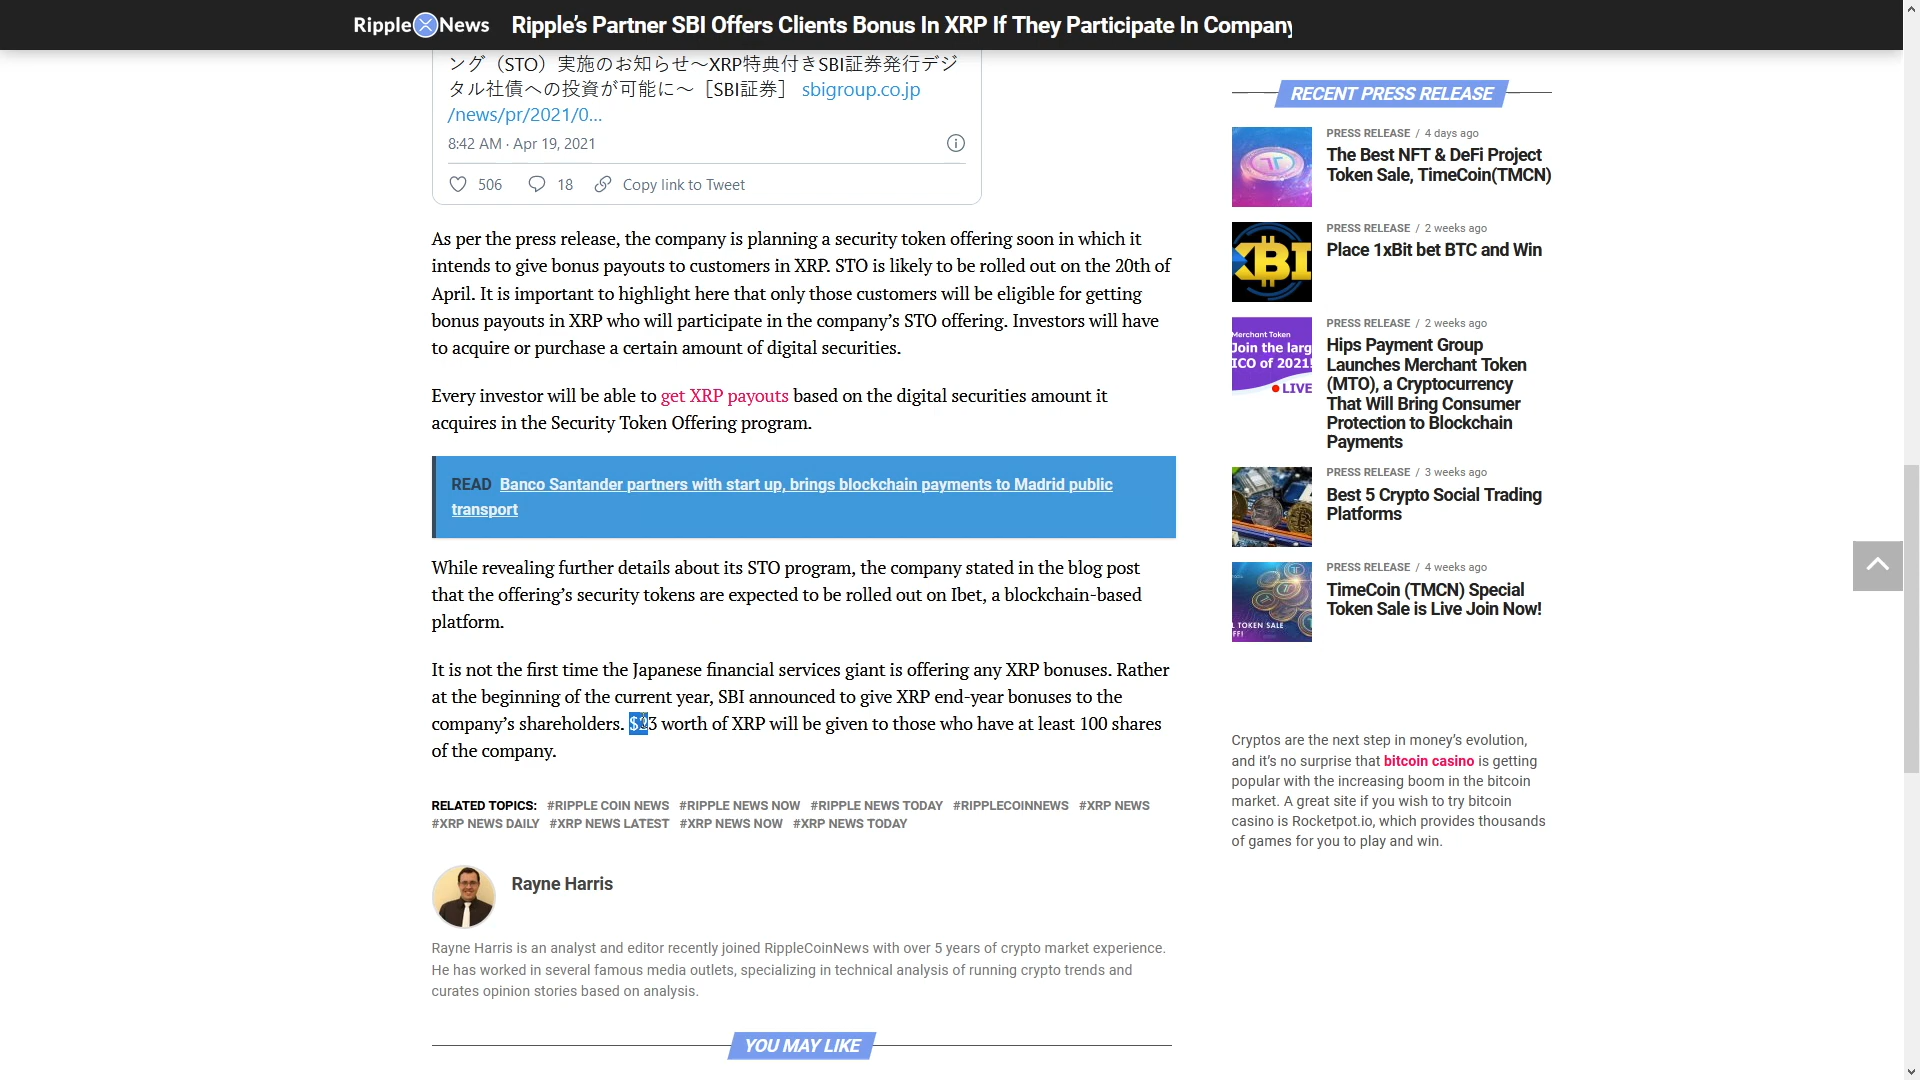 Ripple News
Ripple's Partner SBI Offers Clients Bonus In XRP If They Participate In Company
ング（STO）実施のお知らせ～XRP特典付きSBI証券発行デジ
タル社債への投資が可能に～［SBI証券］ sbigroup.co.jp
/news/pr/2021/0...
8:42 AM · Apr 19, 2021
506 18 Copy link to Tweet
As per the press release, the company is planning a security token offering soon in which it
intends to give bonus payouts to customers in XRP. STO is likely to be rolled out on the 20th of
April. It is important to highlight here that only those customers will be eligible for getting
bonus payouts in XRP who will participate in the company's STO offering. Investors will have
to acquire or purchase a certain amount of digital securities.
Every investor will be able to get XRP payouts based on the digital securities amount it
acquires in the Security Token Offering program.
READ Banco Santander partners with start up, brings blockchain payments to Madrid public
transport
While revealing further details about its STO program, the company stated in the blog post
that the offering's security tokens are expected to be rolled out on Ibet, a blockchain-based
platform.
It is not the first time the Japanese financial services giant is offering any XRP bonuses. Rather
at the beginning of the current year, SBI announced to give XRP end-year bonuses to the
company's shareholders. $23 worth of XRP will be given to those who have at least 100 shares
of the company.
RELATED TOPICS: #RIPPLE COIN NEWS #RIPPLE NEWS NOW #RIPPLE NEWS TODAY #RIPPLECOINNEWS #XRP NEWS
#XRP NEWS DAILY #XRP NEWS LATEST #XRP NEWS NOW #XRP NEWS TODAY
Rayne Harris
Rayne Harris is an analyst and editor recently joined RippleCoinNews with over 5 years of crypto market experience.
He has worked in several famous media outlets, specializing in technical analysis of running crypto trends and
curates opinion stories based on analysis.
YOU MAY LIKE
RECENT PRESS RELEASE
PRESS RELEASE / 4 days ago
The Best NFT & DeFi Project
Token Sale, TimeCoin(TMCN)
XBI
PRESS RELEASE / 2 weeks ago
Place 1xBit bet BTC and Win
Merchant Token
Join the larg
ICO of 2021!
LIVE
PRESS RELEASE / 2 weeks ago
Hips Payment Group
Launches Merchant Token
(MTO), a Cryptocurrency
That Will Bring Consumer
Protection to Blockchain
Payments
PRESS RELEASE / 3 weeks ago
Best 5 Crypto Social Trading
Platforms
L TOKEN SALE
FF!
PRESS RELEASE / 4 weeks ago
TimeCoin (TMCN) Special
Token Sale is Live Join Now!
Cryptos are the next step in money's evolution,
and it's no surprise that bitcoin casino is getting
popular with the increasing boom in the bitcoin
market. A great site if you wish to try bitcoin
casino is Rocketpot.io, which provides thousands
of games for you to play and win.